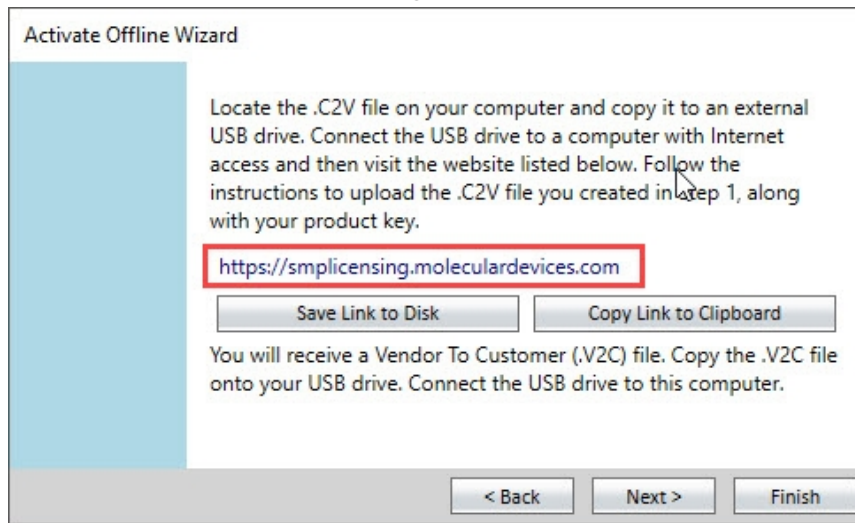 Activate Offline Wizard
Locate the .C2V file on your computer and copy it to an external
USB drive. Connect the USB drive to a computer with Internet
access and then visit the website listed below. Follow the
instructions to upload the .C2V file you created in step 1, along
with your product key.
https://smplicensing.moleculardevices.com
Save Link to Disk
Copy Link to Clipboard
You will receive a Vendor To Customer (.V2C) file. Copy the .V2C file
onto your USB drive. Connect the USB drive to this computer.
< Back
Next >
Finish